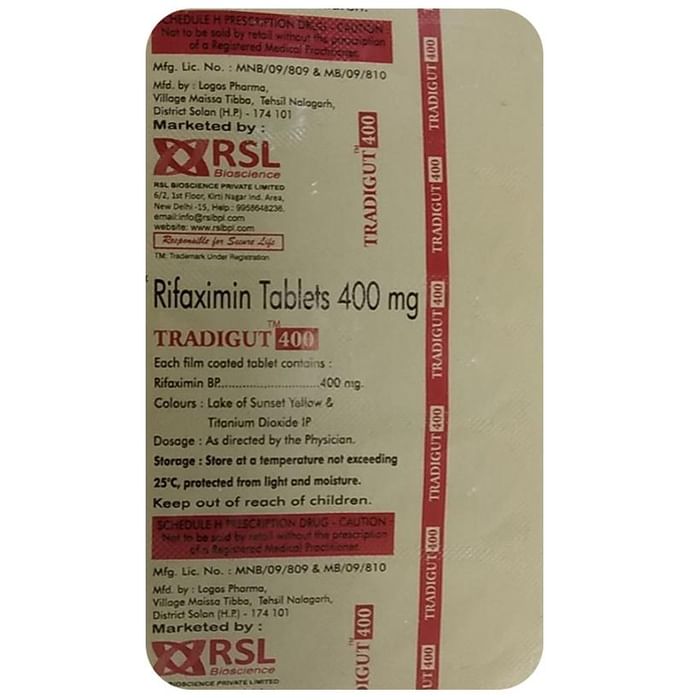 SCHEDULE H PRESCRIPTION DRUG - CAUTION
Not to be sold by retail without the prescription
of a Registered Medical Practitioner.
Mfg. Lic. No. : MNB/09/809 & MB/09/810
Mfd. by : Logos Pharma,
Village Maissa Tibba, Tehsil Nalagarh,
District Solan (H.P.) - 174 101
Marketed by :
RSL
Bioscience
RSL BIOSCIENCE PRIVATE LIMITED
6/2, 1st Floor, Kirti Nagar Ind. Area,
New Delhi -15, Help.: 9958648236,
email:info@rslbpl.com
website: www.rslbpl.com
Responsible for Secure Life
TM: Trademark Under Registration
TRADIGUT™ 400
Rifaximin Tablets 400 mg
TRADIGUT™ 400
Each film coated tablet contains :
Rifaximin BP.........................400 mg.
Colours : Lake of Sunset Yellow &
Titanium Dioxide IP
Dosage : As directed by the Physician.
Storage : Store at a temperature not exceeding
25°C, protected from light and moisture.
Keep out of reach of children.
SCHEDULE H PRESCRIPTION DRUG - CAUTION
Not to be sold by retail without the prescription
of a Registered Medical Practitioner.
Mfg. Lic. No. : MNB/09/809 & MB/09/810
Mfd. by : Logos Pharma,
Village Maissa Tibba, Tehsil Nalagarh,
District Solan (H.P.) - 174 101
Marketed by :
RSL
Bioscience
BIOSCIENCE PRIVATE LIMITED
TRADIGUT™ 400
TRADIGUT 400
TRADIGUT 400
TRADIGUT 400
TRADIGUT 400
TRADIGUT 400
400